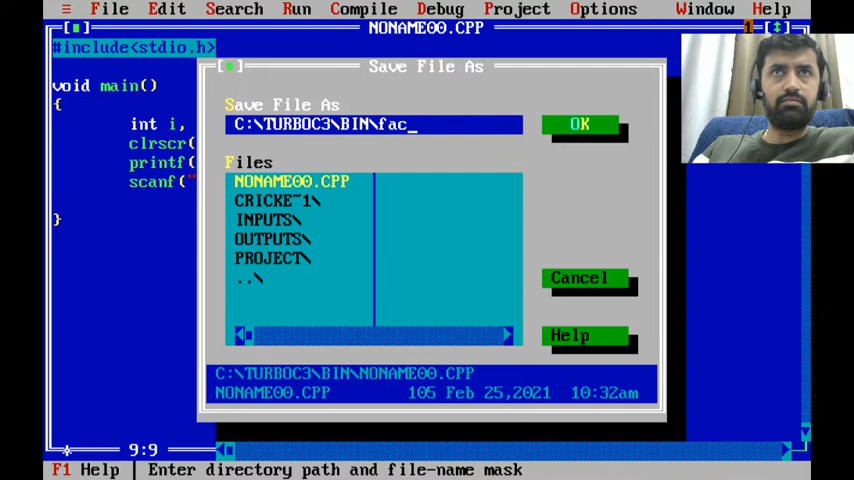 ≡ File Edit Search Run Compile Debug Project Options Window Help
NONAME00.CPP 1
#include<stdio.h>
void main()
{
int i,
clrscr(
printf(
scanf("
}
Save File As
Save File As
C:\TURBOC3\BIN\fac_
OK
Files
NONAME00.CPP
CRICKE~1\
INPUTS\
OUTPUTS\
PROJECT\
..\
Cancel
Help
C:\TURBOC3\BIN\NONAME00.CPP
NONAME00.CPP 105 Feb 25,2021 10:32am
9:9
F1 Help | Enter directory path and file-name mask